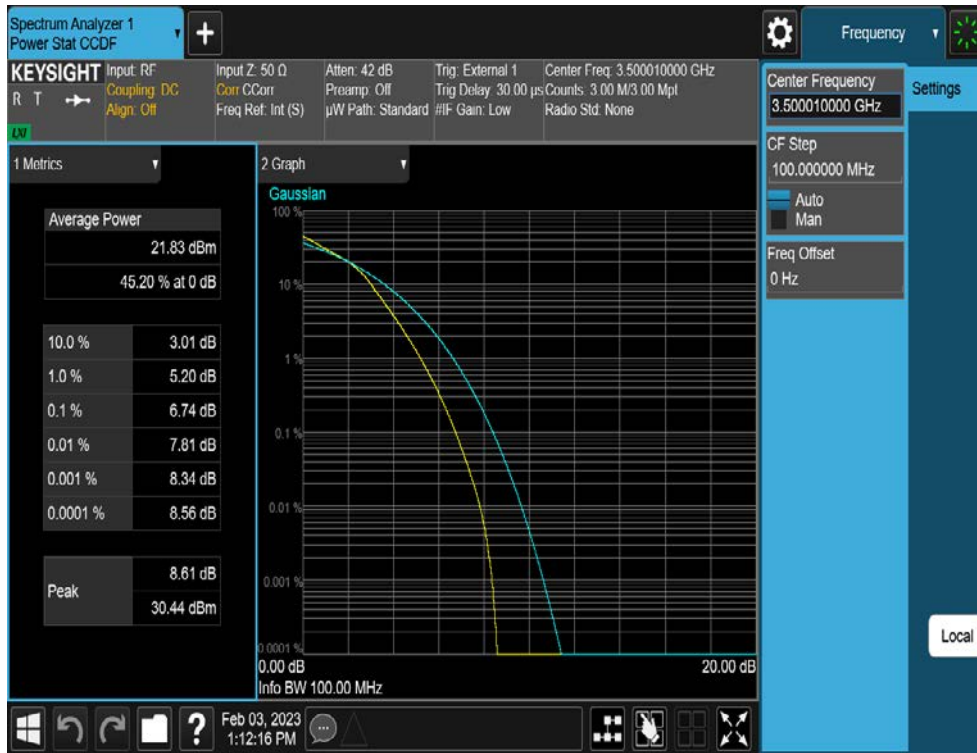 Spectrum Analyzer 1
Power Stat CCDF
+
Frequency
KEYSIGHT
R T
LXI
Input: RF
Coupling: DC
Align: Off
Input Z: 50 Ω
Corr CCorr
Freq Ref: Int (S)
Atten: 42 dB
Preamp: Off
µW Path: Standard
Trig: External 1
Trig Delay: 30.00 µs
#IF Gain: Low
Center Freq: 3.500010000 GHz
Counts: 3.00 M/3.00 Mpt
Radio Std: None
Center Frequency
3.500010000 GHz
Settings
CF Step
100.000000 MHz
Auto
Man
Freq Offset
0 Hz
Local
1 Metrics
Average Power
21.83 dBm
45.20 % at 0 dB
10.0 % 3.01 dB
1.0 % 5.20 dB
0.1 % 6.74 dB
0.01 % 7.81 dB
0.001 % 8.34 dB
0.0001 % 8.56 dB
Peak
8.61 dB
30.44 dBm
2 Graph
Gaussian
100 %
10 %
1 %
0.1 %
0.01 %
0.001 %
0.0001 %
0.00 dB 20.00 dB
Info BW 100.00 MHz
?
Feb 03, 2023
1:12:16 PM